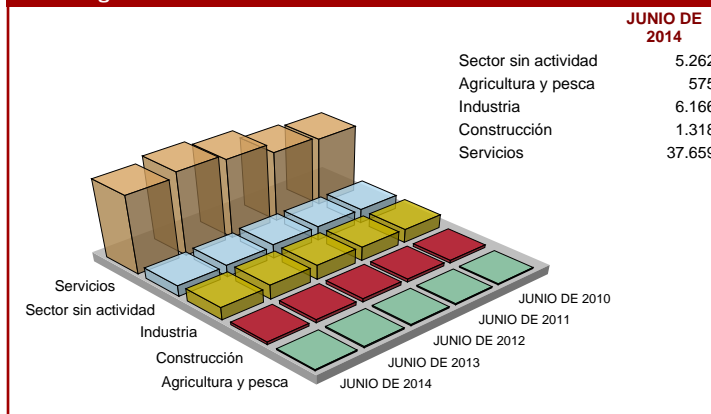 JUNIO DE
2014
Sector sin actividad 5.262
Agricultura y pesca 575
Industria 6.166
Construcción 1.318
Servicios 37.659
Servicios
Sector sin actividad
Industria
Construcción
Agricultura y pesca
JUNIO DE 2010
JUNIO DE 2011
JUNIO DE 2012
JUNIO DE 2013
JUNIO DE 2014